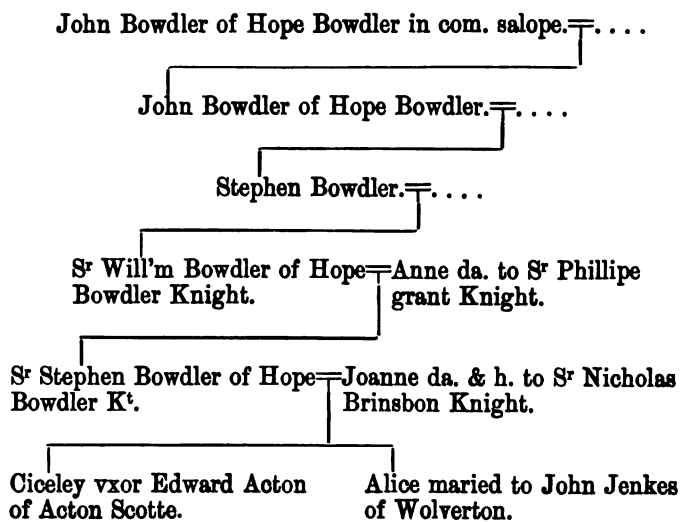 John Bowdler of Hope Bowdler in com. salope.=. . . .
John Bowdler of Hope Bowdler.=. . . .
Stephen Bowdler.=. . . .
Sʳ Will'm Bowdler of Hope=Anne da. to Sʳ Phillipe
Bowdler Knight. grant Knight.
Sʳ Stephen Bowdler of Hope=Joanne da. & h. to Sʳ Nicholas
Bowdler Kᵗ. Brinsbon Knight.
Ciceley vxor Edward Acton Alice maried to John Jenkes
of Acton Scotte. of Wolverton.